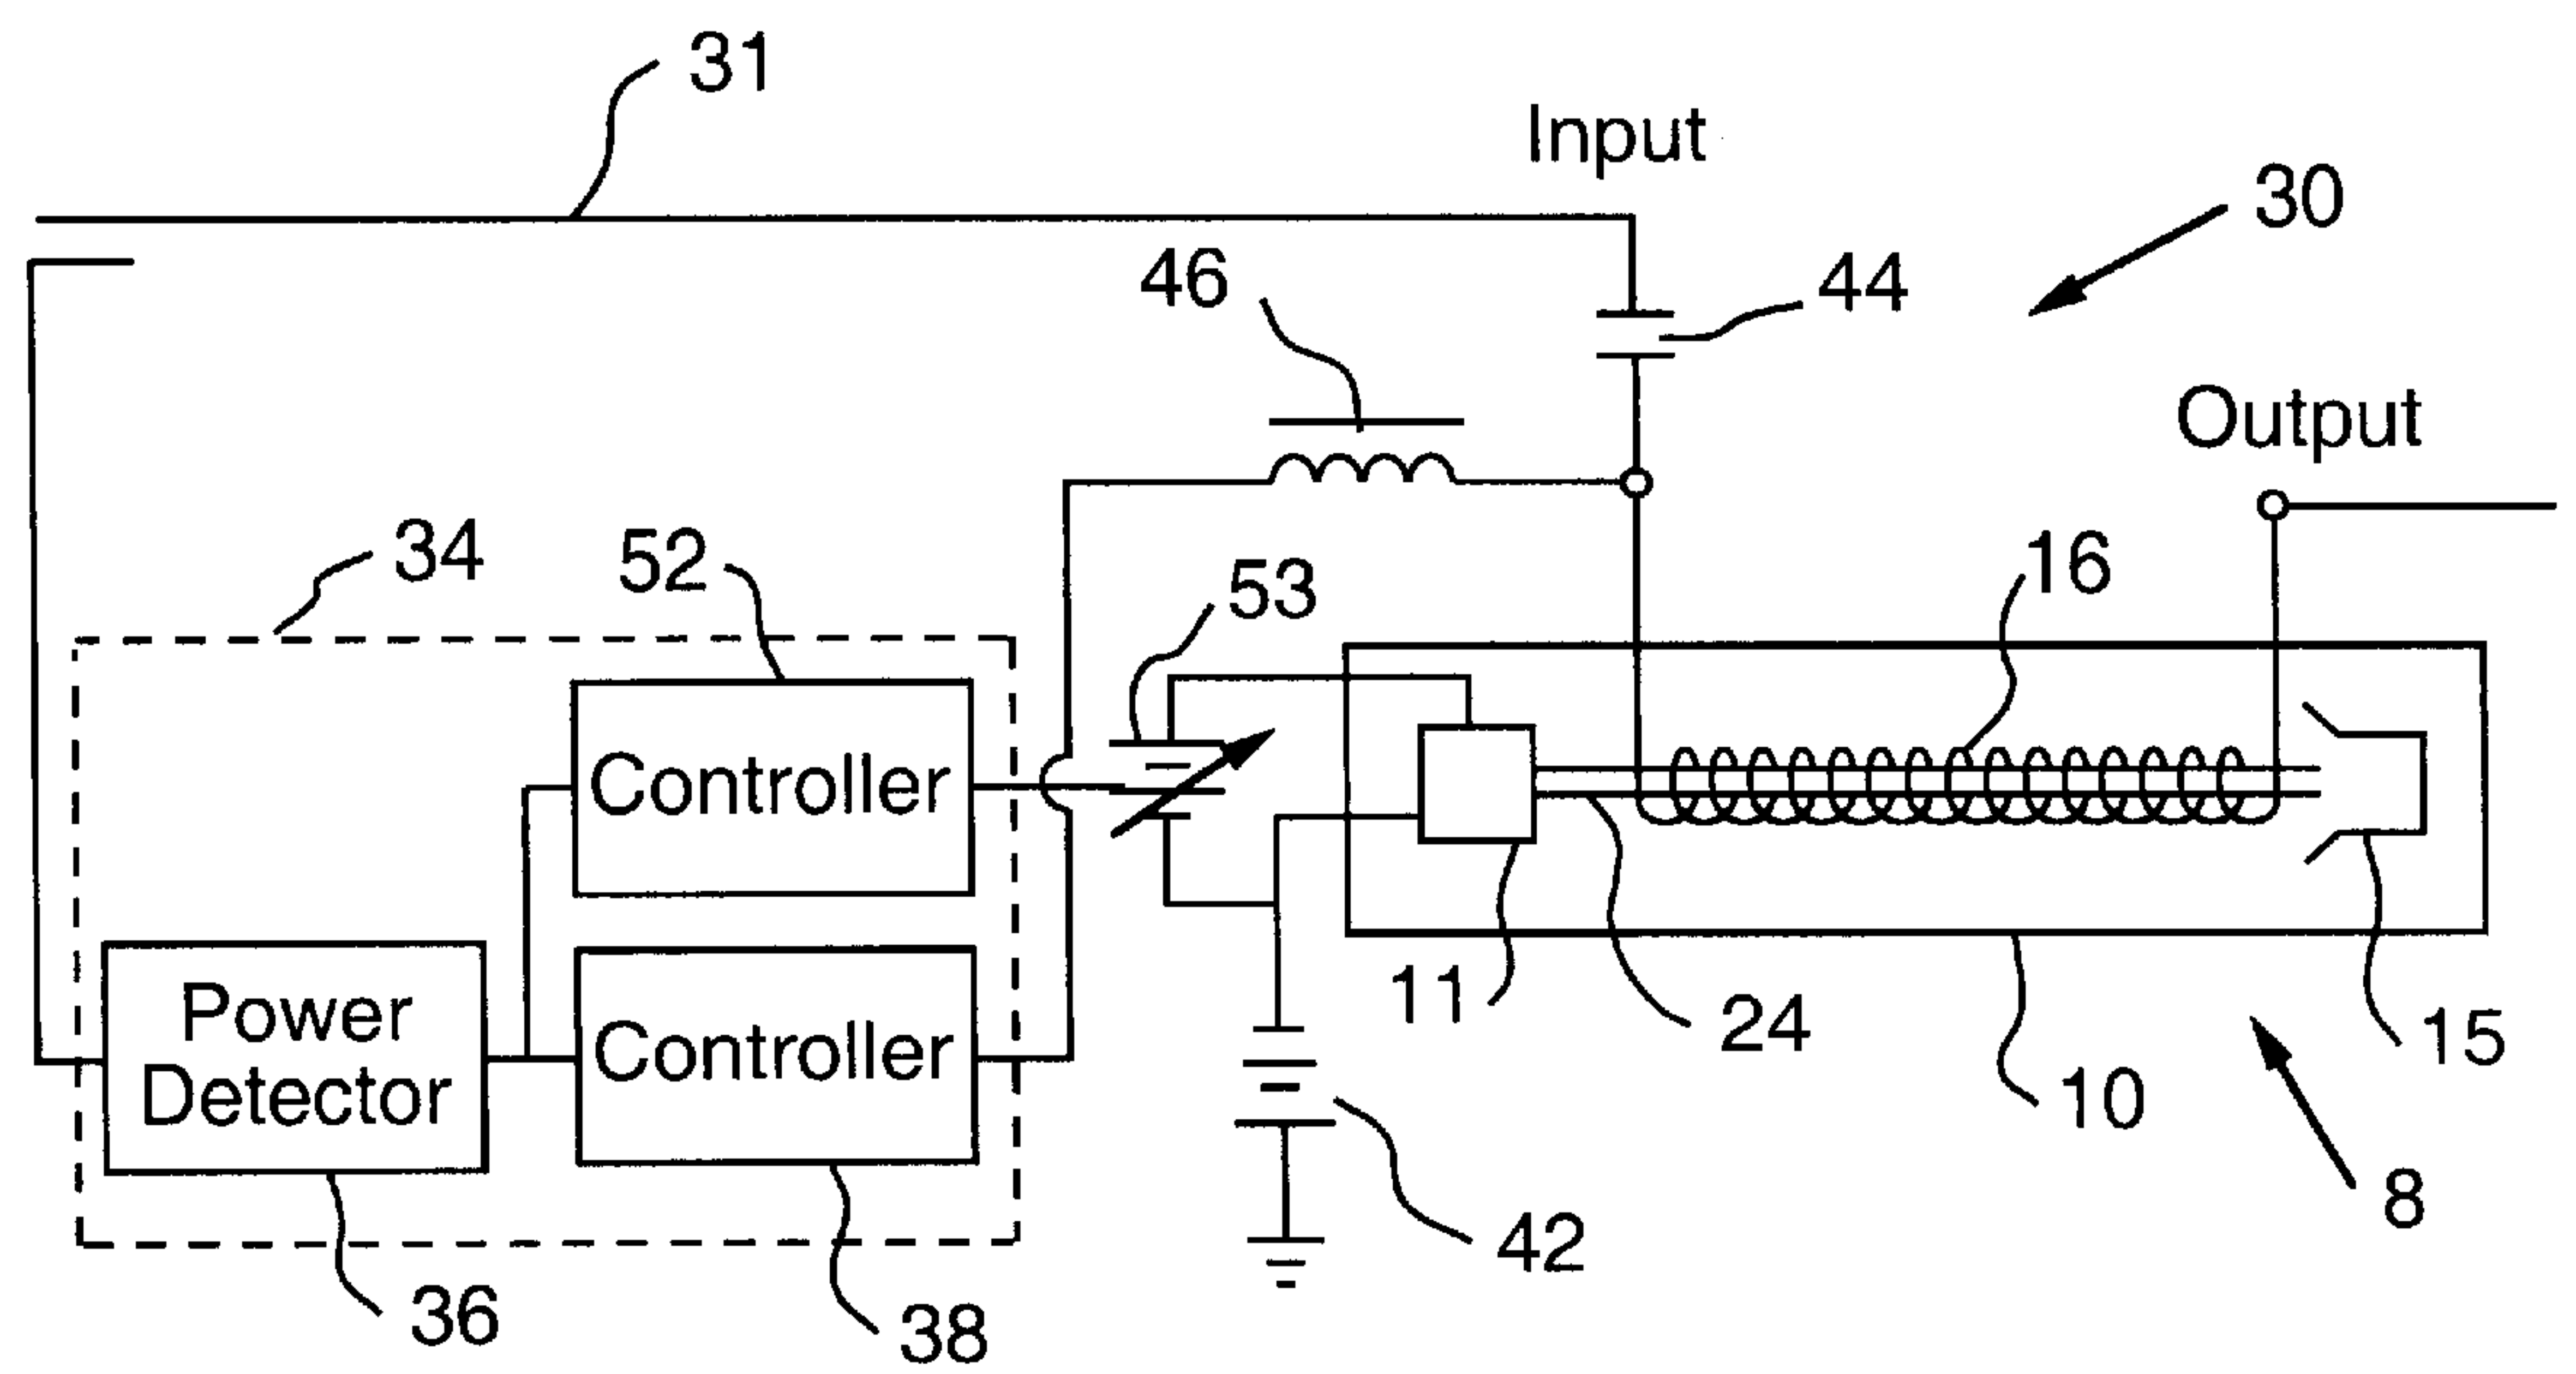 31
Input
30
46
44
Output
34
52
53
16
Controller
Power
Detector
Controller
11
24
15
10
8
42
36
38